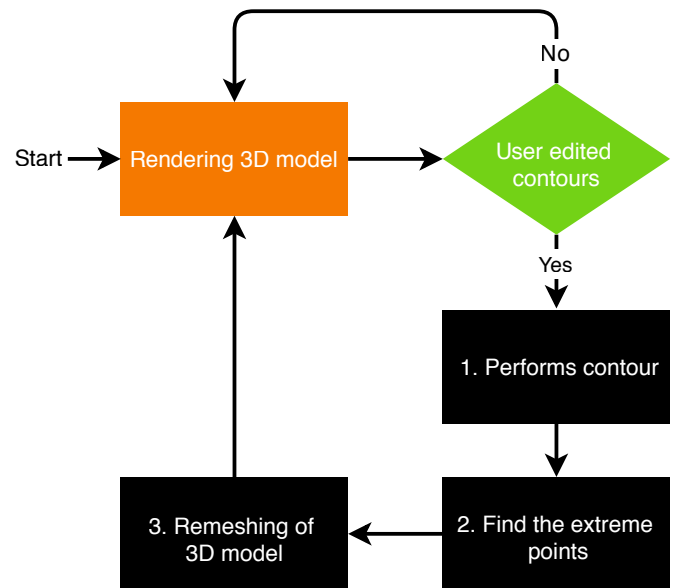 No
Start
Rendering 3D model
User edited
contours
Yes
1. Performs contour
2. Find the extreme
points
3. Remeshing of
3D model